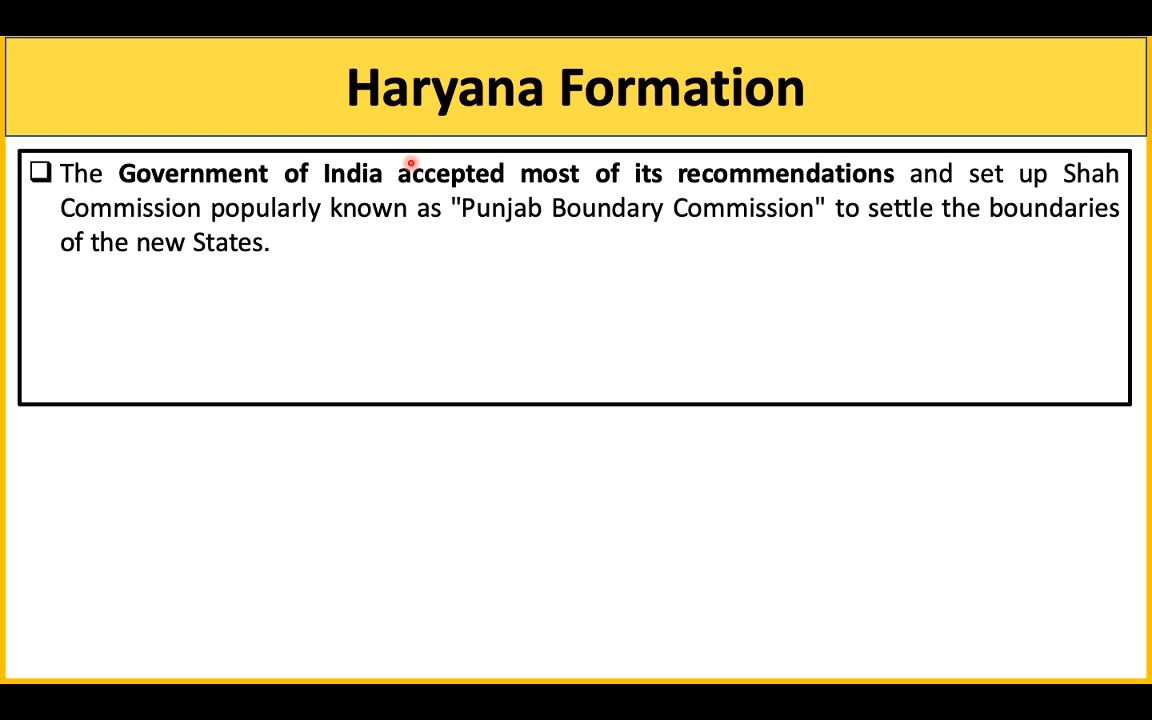 Haryana Formation
❑ The Government of India accepted most of its recommendations and set up Shah
Commission popularly known as "Punjab Boundary Commission" to settle the boundaries
of the new States.